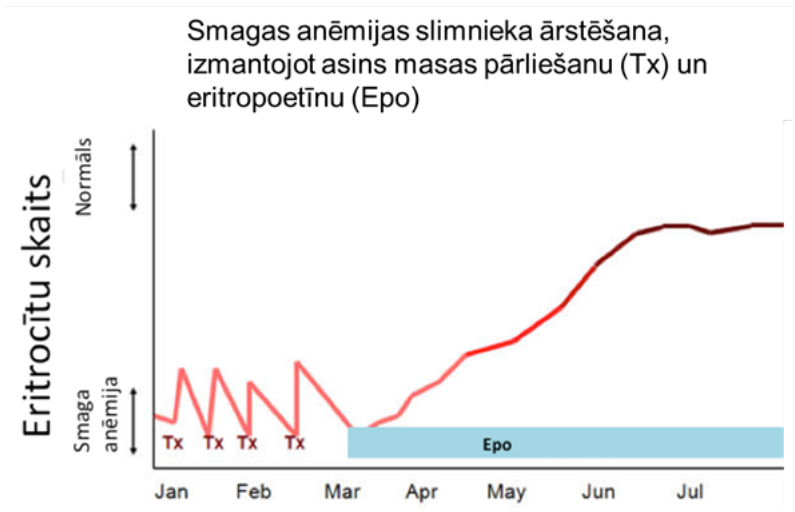 Smagas anēmijas slimnieka ārstēšana,
izmantojot asins masas pārliešanu (Tx) un
eritropoetīnu (Epo)
Eritrocītu skaits
Normāls
Smaga
anēmija
Tx Tx Tx Tx
Epo
Jan Feb Mar Apr May Jun Jul